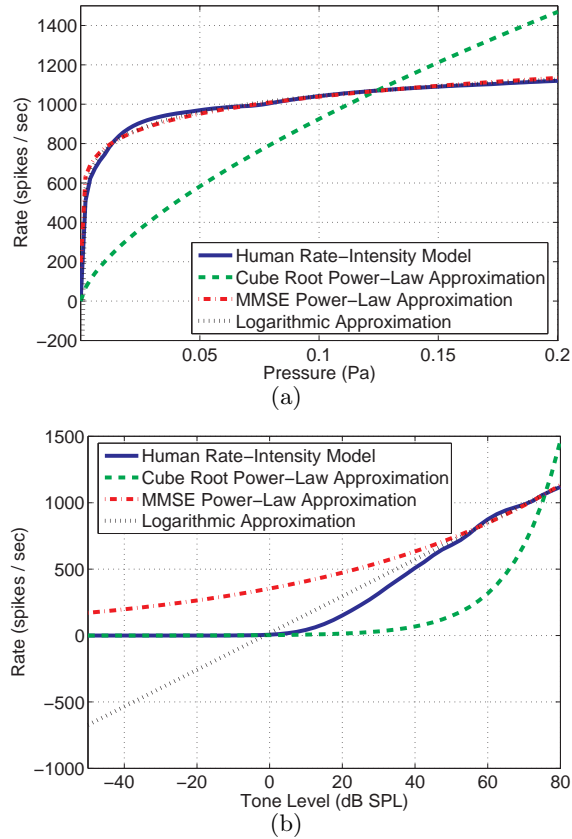 1400
1200
1000
800
600
400
200
0
−200
Rate (spikes / sec)
Human Rate−Intensity Model
Cube Root Power−Law Approximation
MMSE Power−Law Approximation
Logarithmic Approximation
0.05 0.1 0.15 0.2
Pressure (Pa)
(a)
1500
1000
500
0
−500
−1000
Rate (spikes / sec)
Human Rate−Intensity Model
Cube Root Power−Law Approximation
MMSE Power−Law Approximation
Logarithmic Approximation
−40 −20 0 20 40 60 80
Tone Level (dB SPL)
(b)